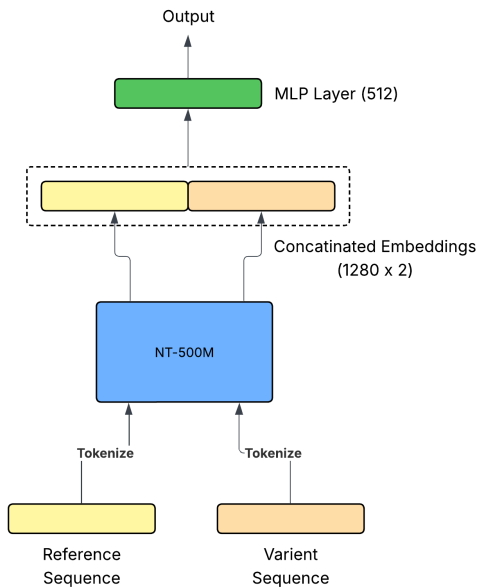 Output
MLP Layer (512)
Concatinated Embeddings
(1280 x 2)
NT-500M
Tokenize
Tokenize
Reference
Sequence
Varient
Sequence